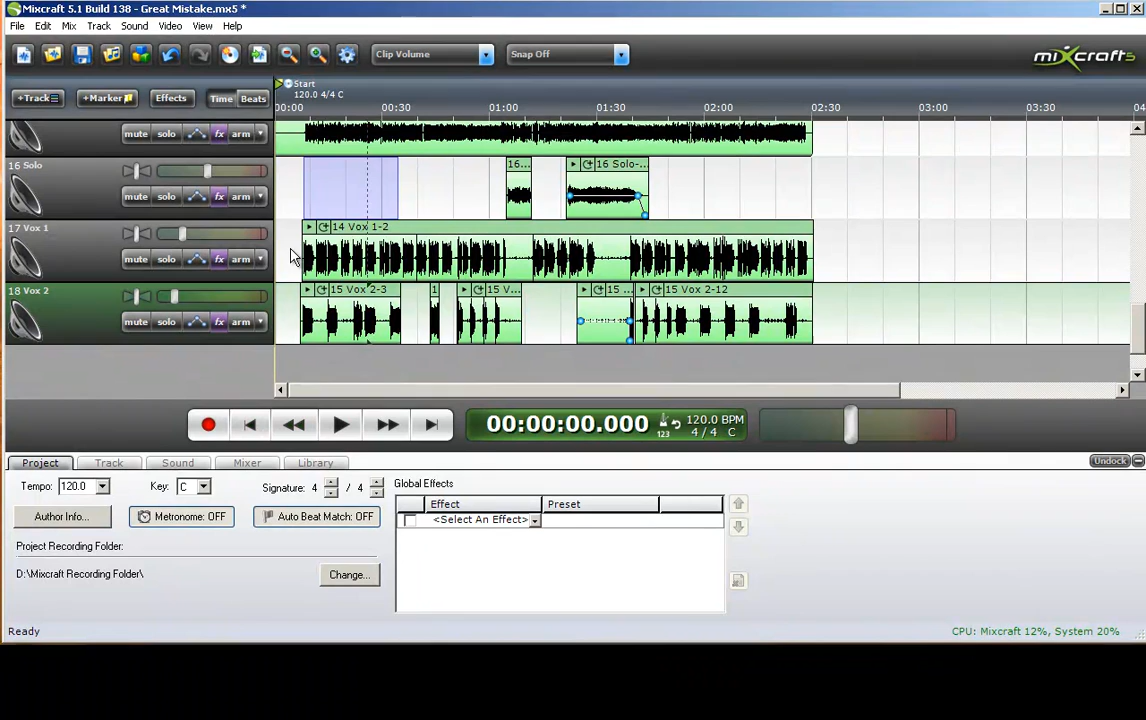 Mixcraft 5.1 Build 138 - Great Mistake.mx5 *
File Edit Mix Track Sound Video View Help
Clip Volume Snap Off mixcraft5
Start
120.0 4/4 C
+Track +Marker Effects Time Beats
00:00 00:30 01:00 01:30 02:00 02:30 03:00 03:30 04
mute solo fx arm
16 Solo 16... 16 Solo-...
mute solo fx arm
17 Vox 1 14 Vox 1-2
mute solo fx arm
18 Vox 2 15 Vox 2-3 1 15 V... 15 ... 15 Vox 2-12
mute solo fx arm
00:00:00.000 123 120.0 BPM
4 / 4 C
Project Track Sound Mixer Library Undock
Tempo: 120.0 Key: C Signature: 4 / 4 Global Effects
Effect Preset
Author Info... Metronome: OFF Auto Beat Match: OFF <Select An Effect>
Project Recording Folder:
D:\Mixcraft Recording Folder\ Change...
Ready CPU: Mixcraft 12%, System 20%